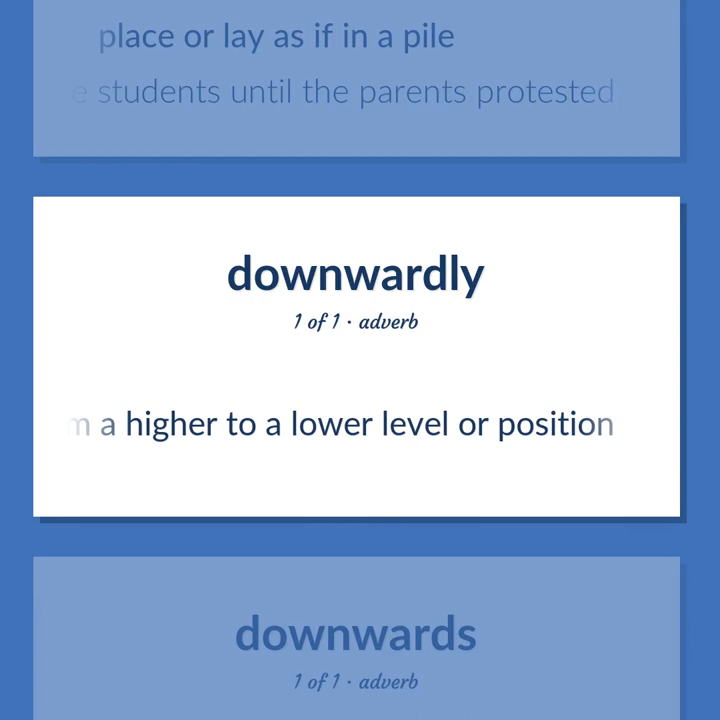 place or lay as if in a pile
students until the parents protested
downwardly
1 of 1 · adverb
a higher to a lower level or position
downwards
1 of 1 · adverb